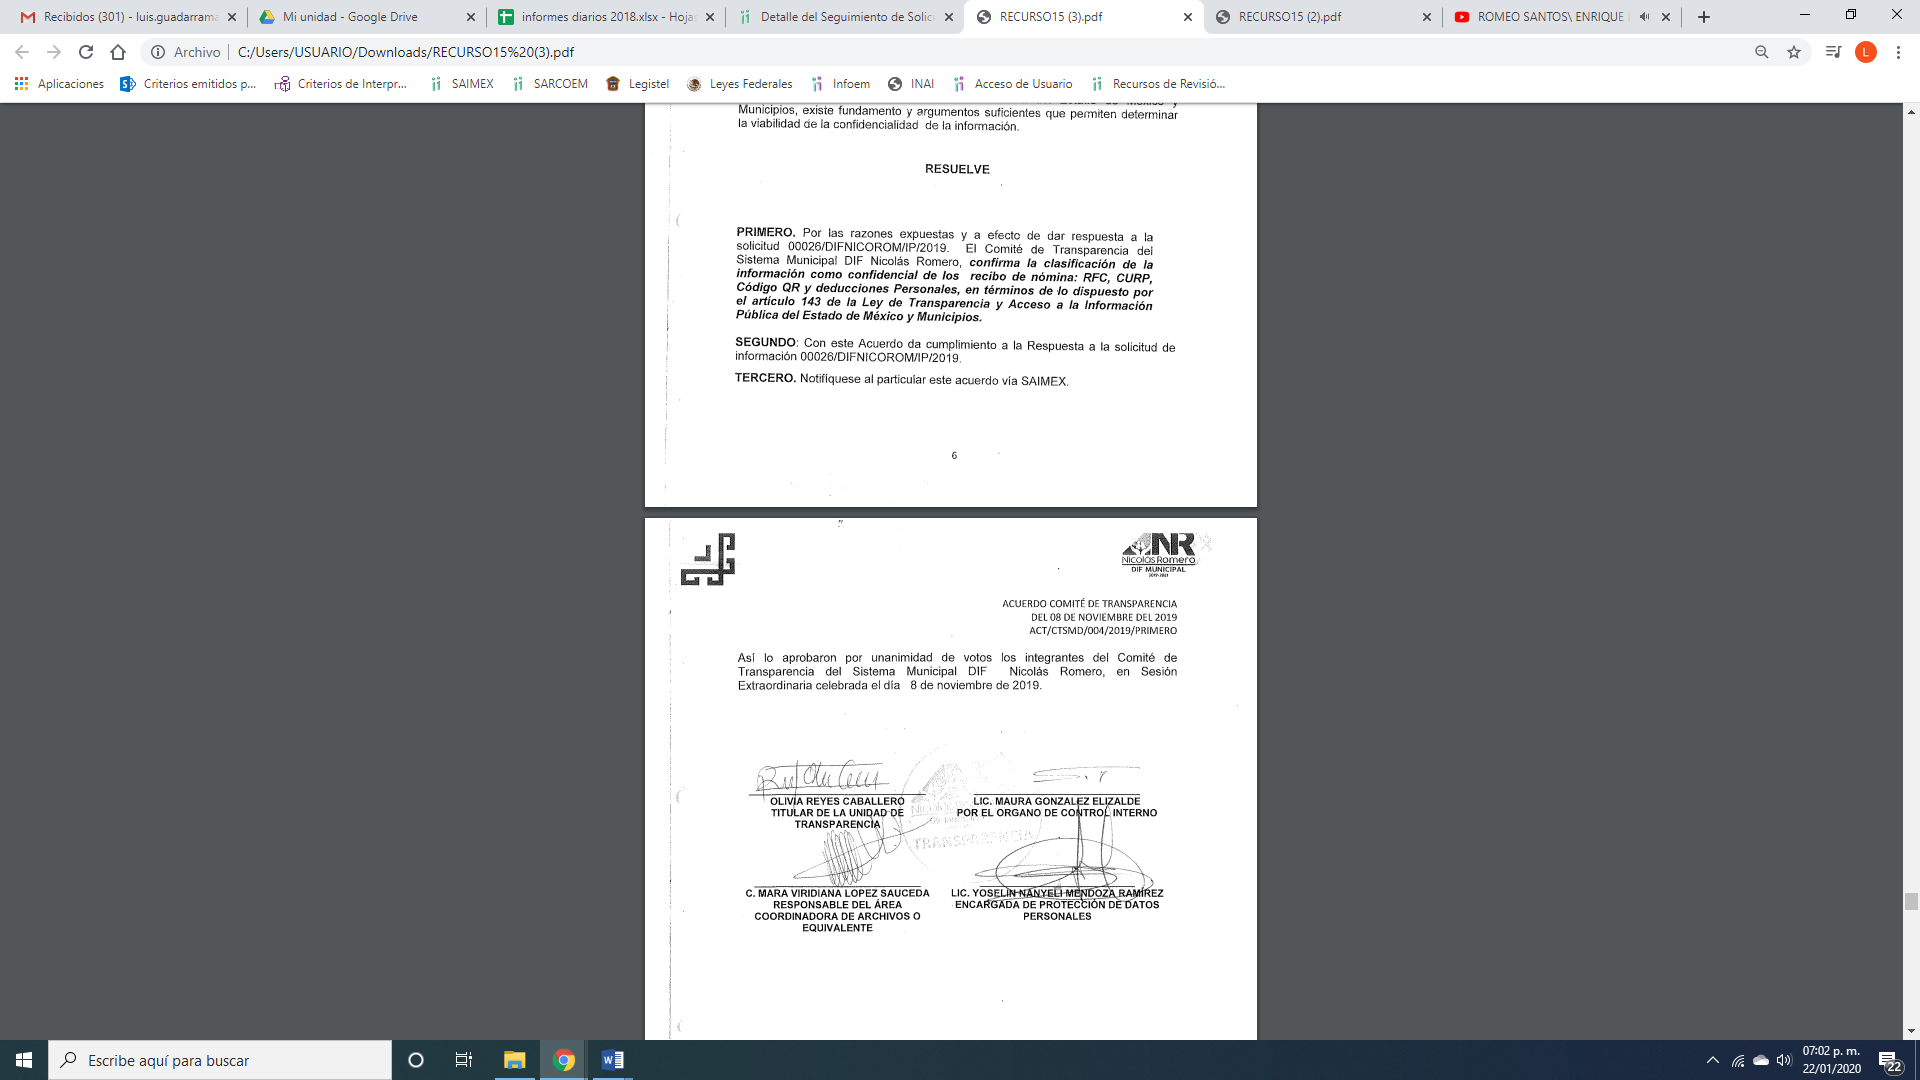 Recibidos (301) - luis.guadarrama
Mi unidad - Google Drive
informes diarios 2018.xlsx - Hoja
Detalle del Seguimiento de Solici
RECURSO15 (3).pdf
RECURSO15 (2).pdf
ROMEO SANTOS\ ENRIQUE
Archivo
C:/Users/USUARIO/Downloads/RECURSO15%20(3).pdf
L
Aplicaciones
Criterios emitidos p...
Criterios de Interpr...
SAIMEX
SARCOEM
Legistel
Leyes Federales
Infoem
INAI
Acceso de Usuario
Recursos de Revisió...
Municipios, existe fundamento y argumentos suficientes que permiten determinar
la viabilidad de la confidencialidad de la información.
RESUELVE
PRIMERO. Por las razones expuestas y a efecto de dar respuesta a la
solicitud 00026/DIFNICOROM/IP/2019. El Comité de Transparencia del
Sistema Municipal DIF Nicolás Romero, confirma la clasificación de la
información como confidencial de los recibo de nómina: RFC, CURP,
Código QR y deducciones Personales, en términos de lo dispuesto por
el artículo 143 de la Ley de Transparencia y Acceso a la Información
Pública del Estado de México y Municipios.
SEGUNDO: Con este Acuerdo da cumplimiento a la Respuesta a la solicitud de
información 00026/DIFNICOROM/IP/2019.
TERCERO. Notifíquese al particular este acuerdo vía SAIMEX.
6
NR
Nicolás Romero
DIF MUNICIPAL
2019-2021
ACUERDO COMITÉ DE TRANSPARENCIA
DEL 08 DE NOVIEMBRE DEL 2019
ACT/CTSMD/004/2019/PRIMERO
Así lo aprobaron por unanimidad de votos los integrantes del Comité de
Transparencia del Sistema Municipal DIF Nicolás Romero, en Sesión
Extraordinaria celebrada el día 8 de noviembre de 2019.
OLIVIA REYES CABALLERO
TITULAR DE LA UNIDAD DE
TRANSPARENCIA
LIC. MAURA GONZALEZ ELIZALDE
POR EL ORGANO DE CONTROL INTERNO
TRANSPARENCIA
C. MARA VIRIDIANA LOPEZ SAUCEDA
RESPONSABLE DEL ÁREA
COORDINADORA DE ARCHIVOS O
EQUIVALENTE
LIC. YOSELIN NANYELI MENDOZA RAMÍREZ
ENCARGADA DE PROTECCIÓN DE DATOS
PERSONALES
Escribe aquí para buscar
07:02 p. m.
22/01/2020
22